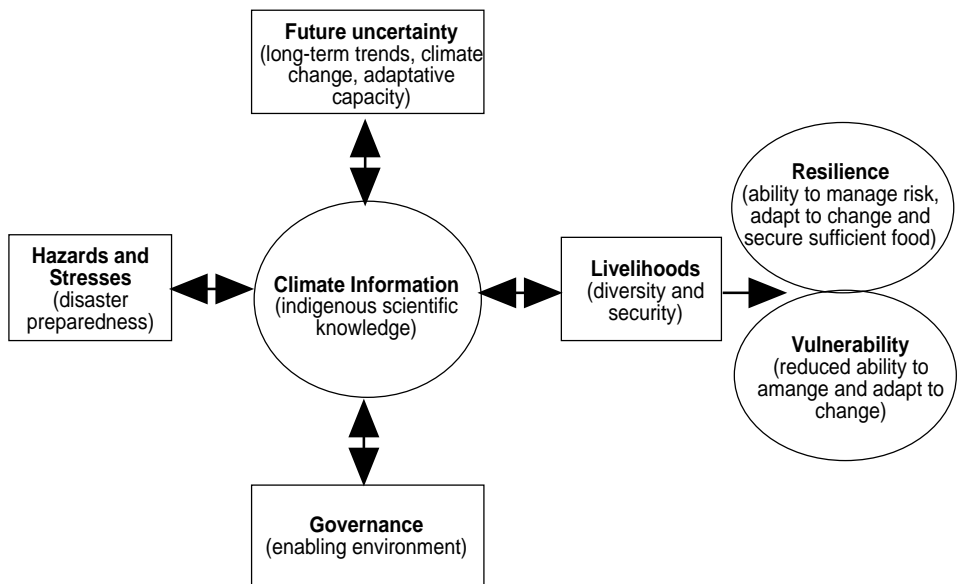 Future uncertainty
(long-term trends, climate
change, adaptative
capacity)
Resilience
(ability to manage risk,
adapt to change and
secure sufficient food)
Hazards and
Stresses
(disaster
preparedness)
Climate Information
(indigenous scientific
knowledge)
Livelihoods
(diversity and
security)
Vulnerability
(reduced ability to
amange and adapt to
change)
Governance
(enabling environment)